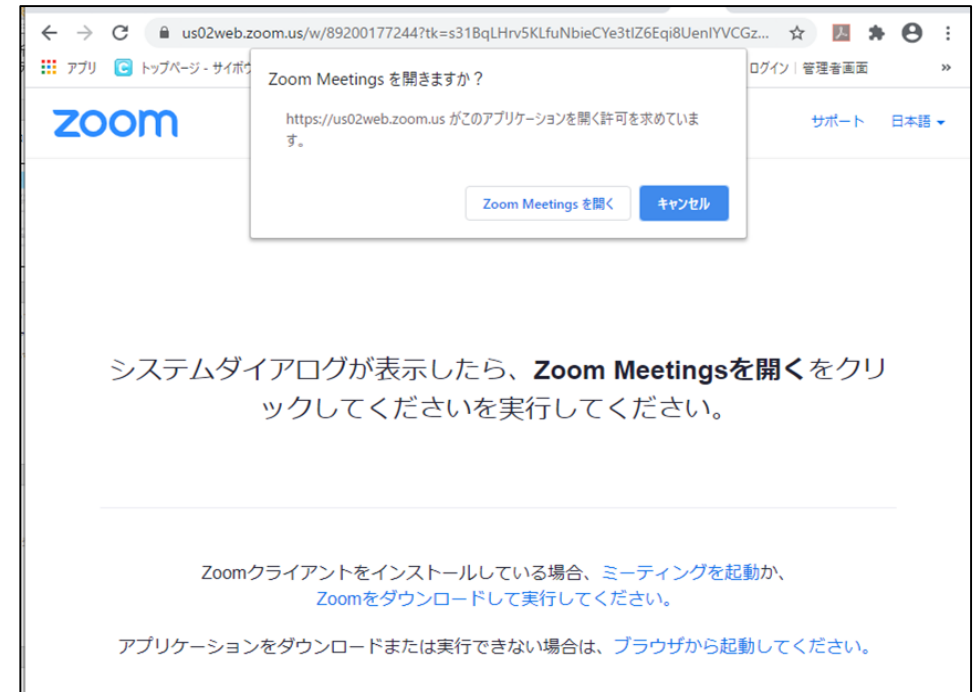 us02web.zoom.us/w/89200177244?tk=s31BqLHrv5KLfuNbieCYe3tlZ6Eqi8UenlYVCGz...
アプリ トップページ - サイボウ ログイン | 管理者画面 »
Zoom Meetings を開きますか？
https://us02web.zoom.us がこのアプリケーションを開く許可を求めていま
す。
Zoom Meetings を開く キャンセル
zoom サポート 日本語
システムダイアログが表示したら、Zoom Meetingsを開くをクリ
ックしてくださいを実行してください。
Zoomクライアントをインストールしている場合、ミーティングを起動か、
Zoomをダウンロードして実行してください。
アプリケーションをダウンロードまたは実行できない場合は、ブラウザから起動してください。